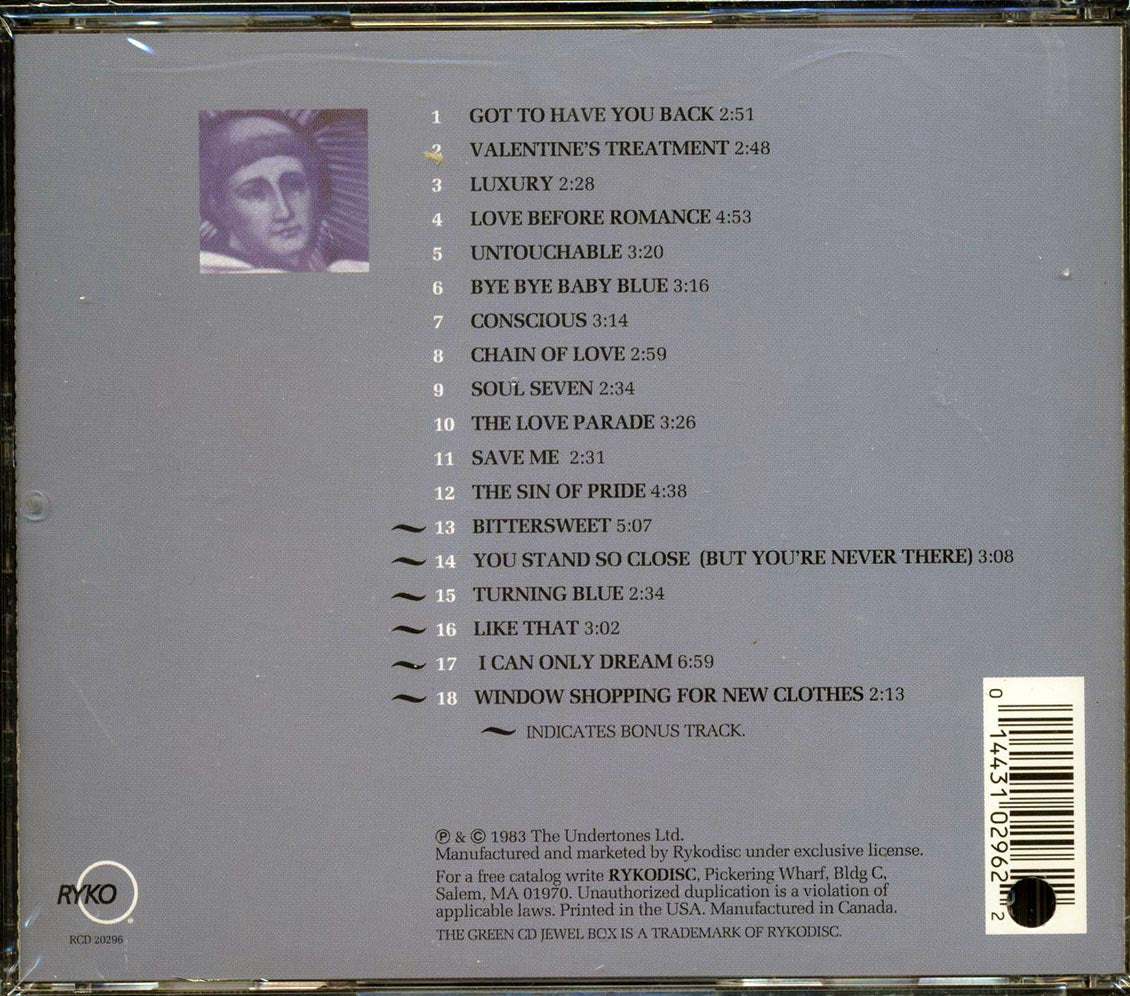 1 GOT TO HAVE YOU BACK 2:51
2 VALENTINE'S TREATMENT 2:48
3 LUXURY 2:28
4 LOVE BEFORE ROMANCE 4:53
5 UNTOUCHABLE 3:20
6 BYE BYE BABY BLUE 3:16
7 CONSCIOUS 3:14
8 CHAIN OF LOVE 2:59
9 SOUL SEVEN 2:34
10 THE LOVE PARADE 3:26
11 SAVE ME 2:31
12 THE SIN OF PRIDE 4:38
~ 13 BITTERSWEET 5:07
~ 14 YOU STAND SO CLOSE (BUT YOU'RE NEVER THERE) 3:08
~ 15 TURNING BLUE 2:34
~ 16 LIKE THAT 3:02
~ 17 I CAN ONLY DREAM 6:59
~ 18 WINDOW SHOPPING FOR NEW CLOTHES 2:13
~ INDICATES BONUS TRACK.
℗ & © 1983 The Undertones Ltd.
Manufactured and marketed by Rykodisc under exclusive license.
For a free catalog write RYKODISC, Pickering Wharf, Bldg C,
Salem, MA 01970. Unauthorized duplication is a violation of
applicable laws. Printed in the USA. Manufactured in Canada.
THE GREEN CD JEWEL BOX IS A TRADEMARK OF RYKODISC.
RYKO
RCD 20296
0 14431 02962 2